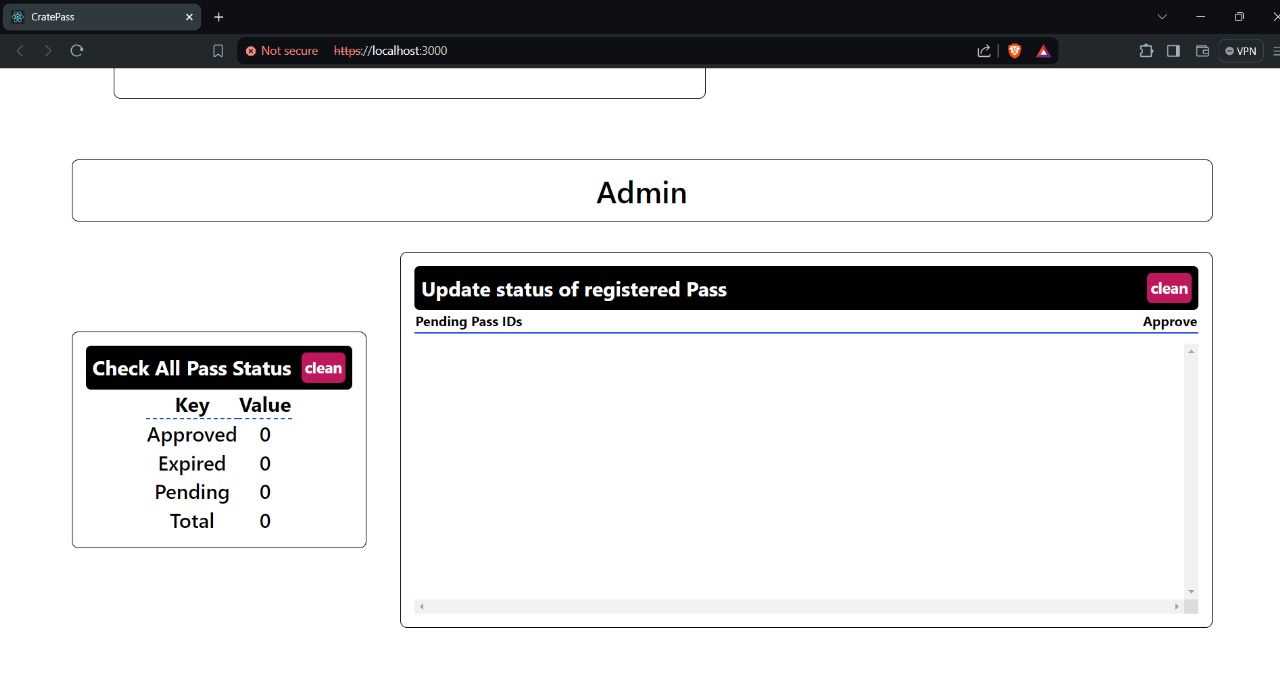 CratePass
Not secure https://localhost:3000
VPN
Admin
Update status of registered Pass clean
Pending Pass IDs Approve
Check All Pass Status clean
Key Value
Approved 0
Expired 0
Pending 0
Total 0